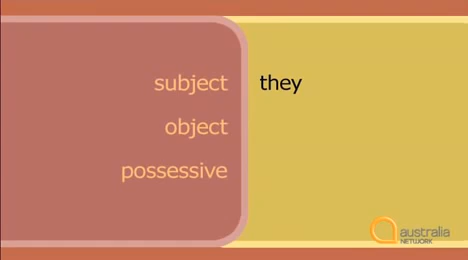 subject they
object
possessive
australia
NETWORK